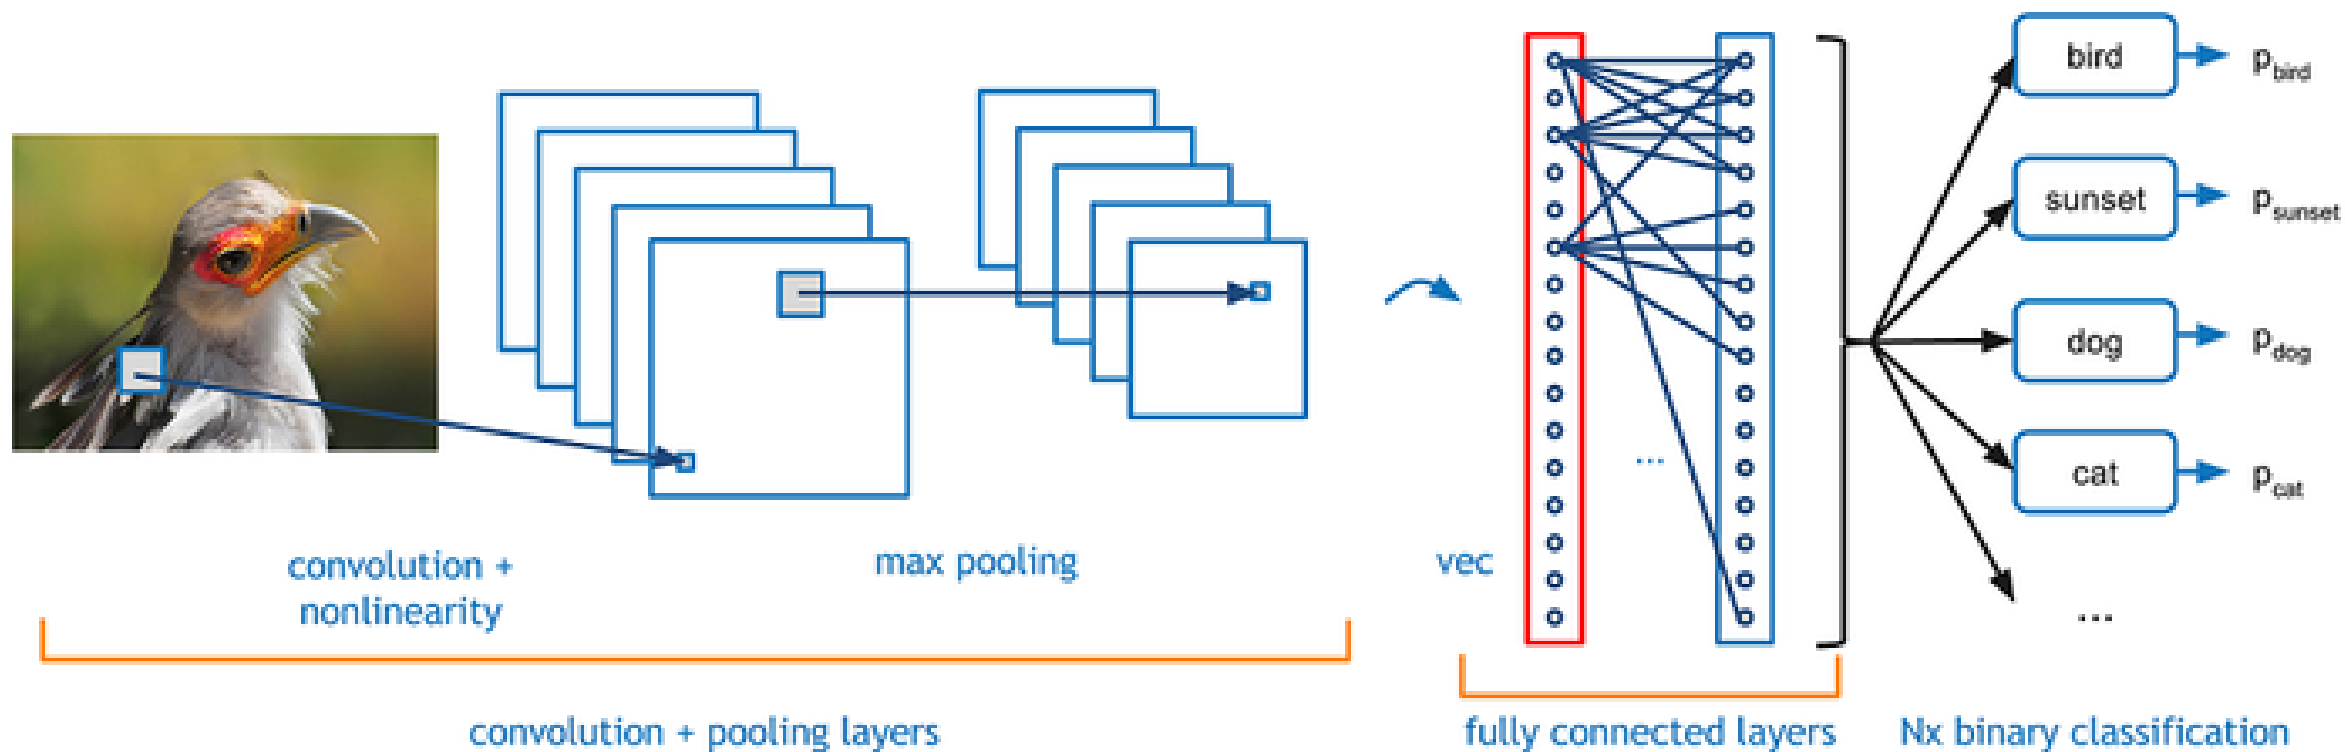 convolution +
nonlinearity
max pooling
vec
convolution + pooling layers
fully connected layers
Nx binary classification
...
bird
p_bird
sunset
p_sunset
dog
p_dog
cat
p_cat
...